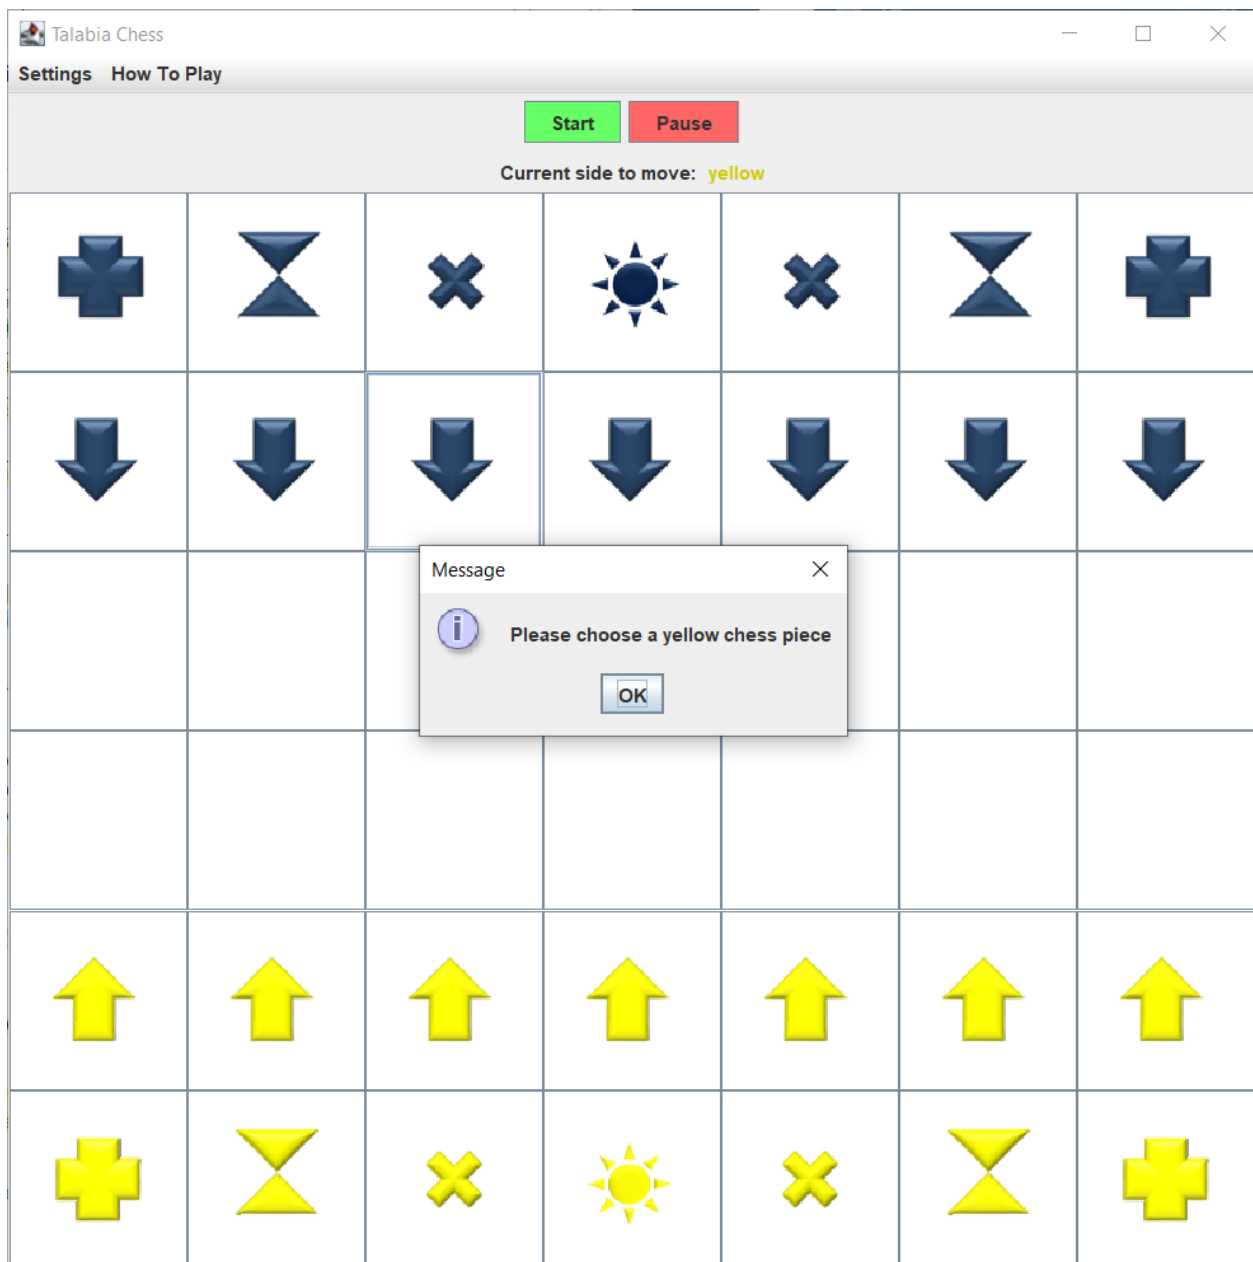 Talabia Chess
Settings How To Play
Start Pause
Current side to move: yellow
Message
i Please choose a yellow chess piece
OK